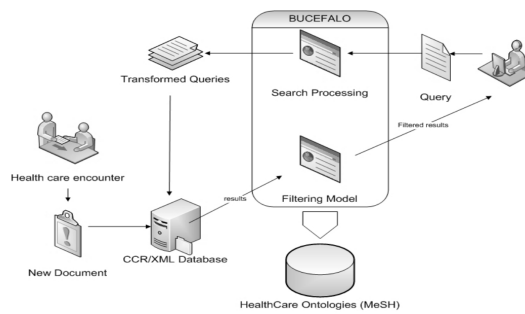 BUCEFALO
Transformed Queries
Search Processing
Query
Filtered results
Health care encounter
results
Filtering Model
New Document
CCR/XML Database
HealthCare Ontologies (MeSH)